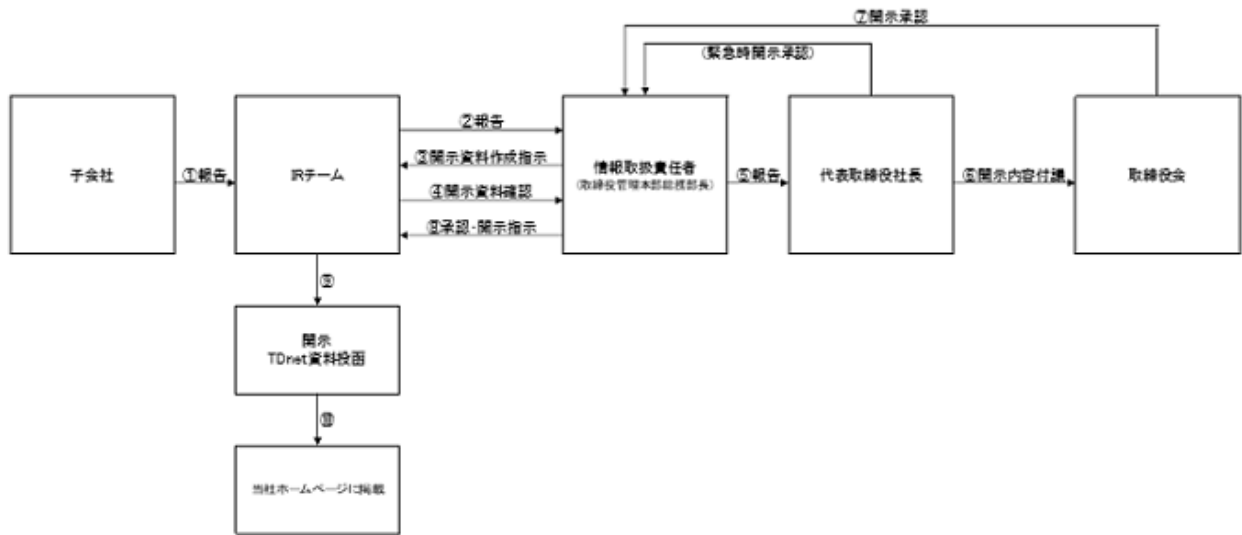 ⑦開示承認
(緊急時開示承認)
子会社
①報告
IRチーム
②報告
③開示資料作成指示
④開示資料確認
⑧承認・開示指示
情報取扱責任者
(取締役管理本部総務部長)
⑤報告
代表取締役社長
⑥開示内容付議
取締役会
⑨
開示
TDnet資料投函
⑩
当社ホームページに掲載